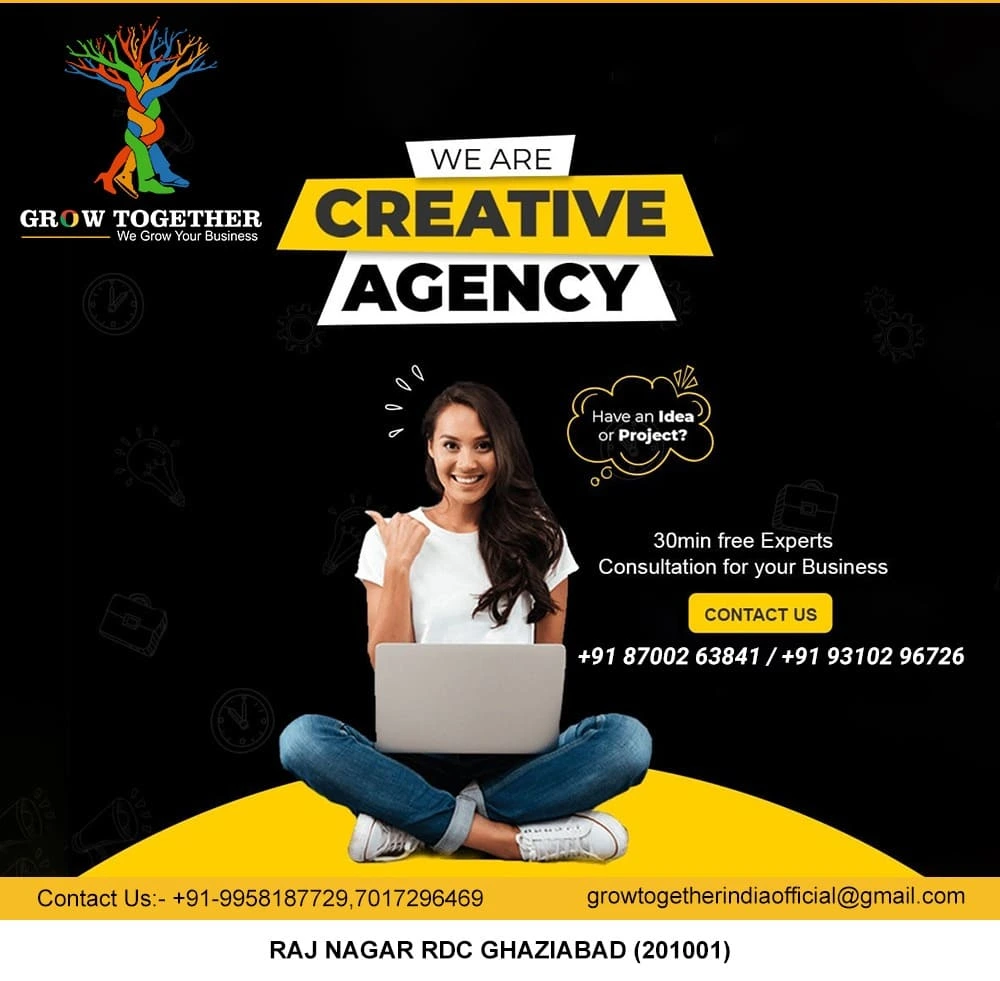 GROW TOGETHER
We Grow Your Business
WE ARE
CREATIVE
AGENCY
Have an Idea
or Project?
30min free Experts
Consultation for your Business
CONTACT US
+91 87002 63841 / +91 93102 96726
Contact Us:- +91-9958187729,7017296469
growtogetherindiaofficial@gmail.com
RAJ NAGAR RDC GHAZIABAD (201001)